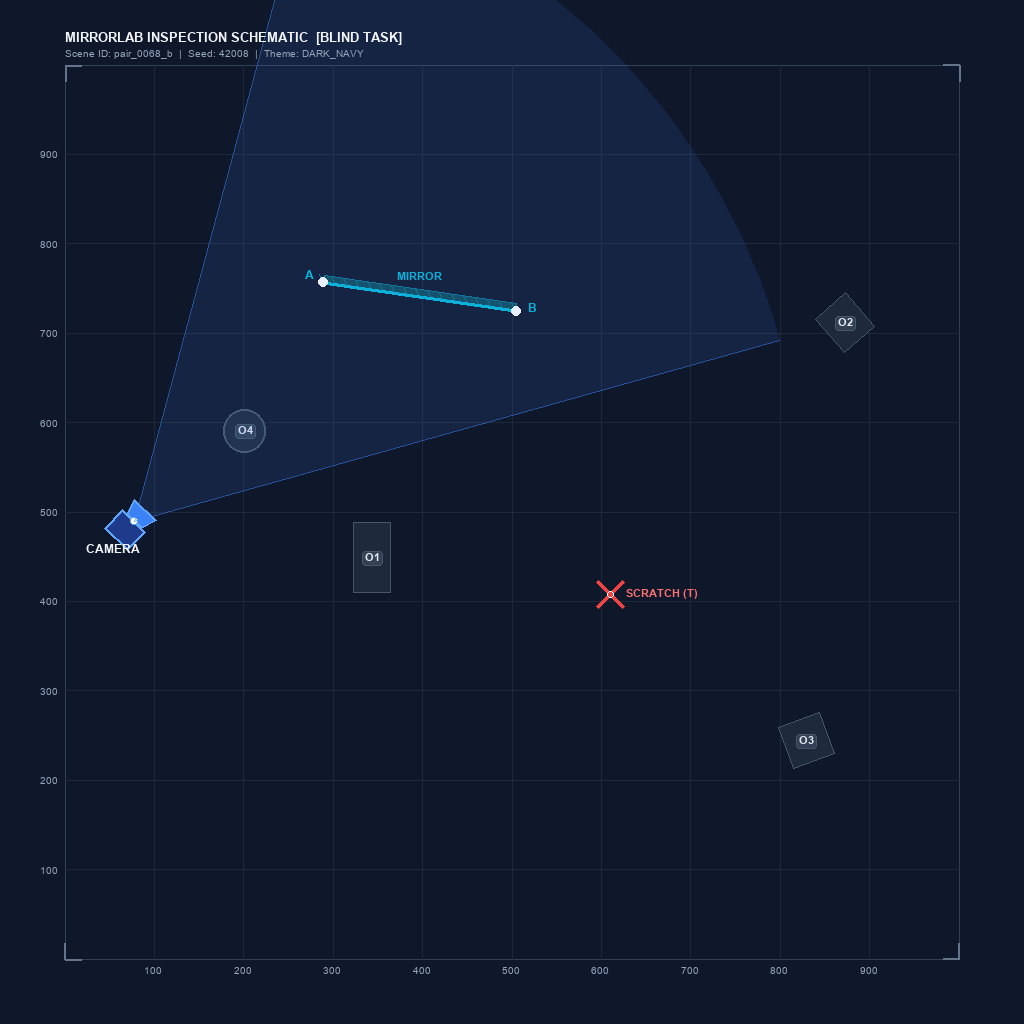 MIRRORLAB INSPECTION SCHEMATIC [BLIND TASK]
Scene ID: pair_0068_b | Seed: 42008 | Theme: DARK_NAVY
900
800
700
600
500
400
300
200
100
A
MIRROR
B
O2
O4
CAMERA
O1
SCRATCH (T)
O3
100 200 300 400 500 600 700 800 900